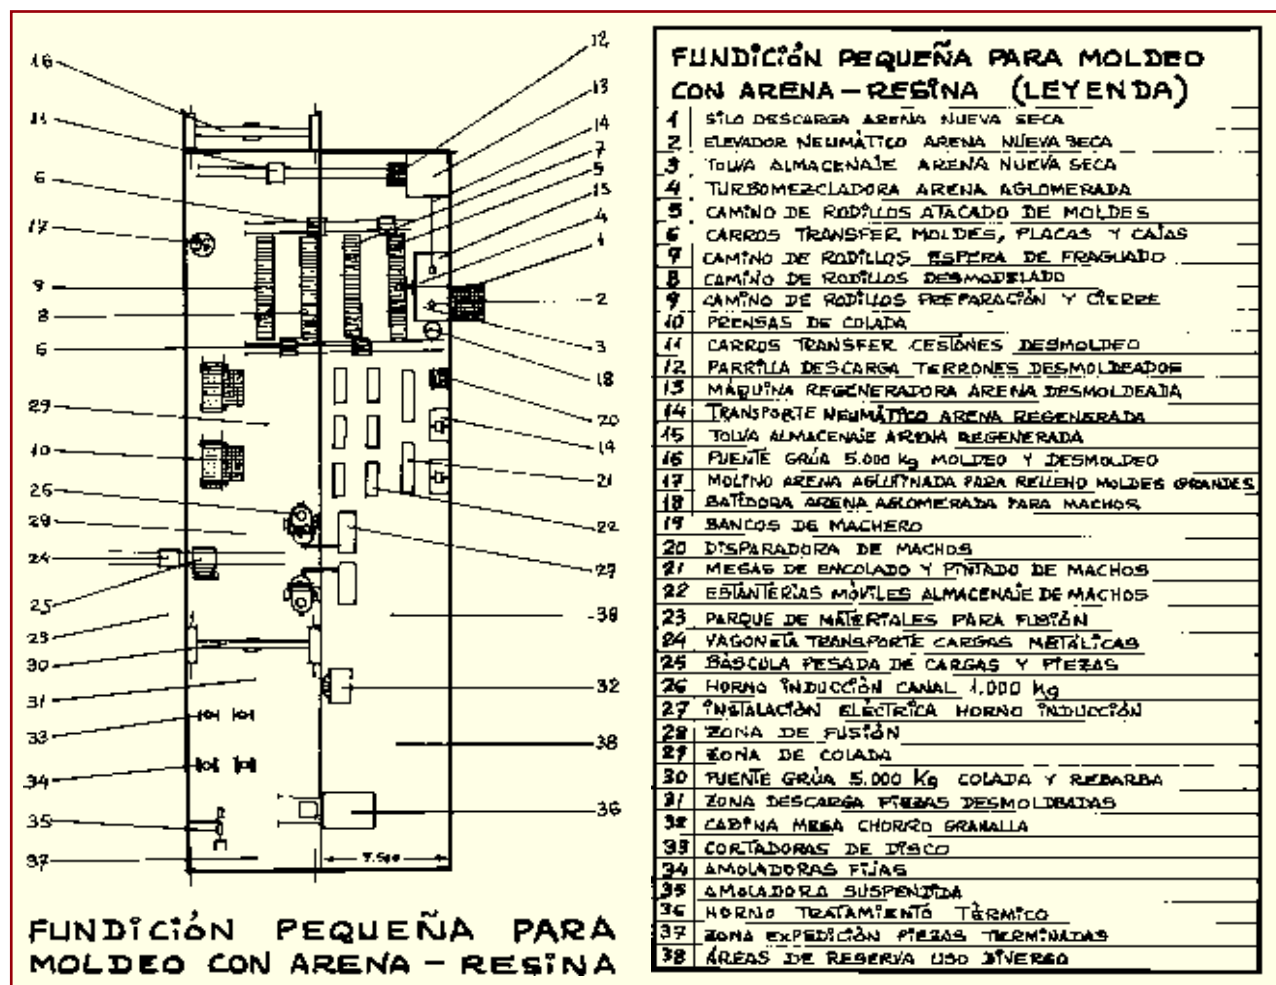 16
11
6
17
9
8
6
29
10
26
28
24
25
23
30
31
33
34
35
37
12
13
14
7
5
15
4
1
2
3
18
20
19
21
22
27
38
32
38
36
7.500
FUNDICIÓN PEQUEÑA PARA
MOLDEO CON ARENA - RESINA
FUNDICIÓN PEQUEÑA PARA MOLDEO
CON ARENA - RESINA (LEYENDA)
1 SILO DESCARGA ARENA NUEVA SECA
2 ELEVADOR NEUMÁTICO ARENA NUEVA SECA
3 TOLVA ALMACENAJE ARENA NUEVA SECA
4 TURBOMEZCLADORA ARENA AGLOMERADA
5 CAMINO DE RODILLOS ATACADO DE MOLDES
6 CARROS TRANSFER MOLDES, PLACAS Y CAJAS
7 CAMINO DE RODILLOS ESPERA DE FRAGUADO
8 CAMINO DE RODILLOS DESMODELADO
9 CAMINO DE RODILLOS PREPARACIÓN Y CIERRE
10 PRENSAS DE COLADA
11 CARROS TRANSFER CESTONES DESMOLDEO
12 PARRILLA DESCARGA TERRONES DESMOLDEADOS
13 MÁQUINA REGENERADORA ARENA DESMOLDEADA
14 TRANSPORTE NEUMÁTICO ARENA REGENERADA
15 TOLVA ALMACENAJE ARENA REGENERADA
16 PUENTE GRÚA 5.000 Kg MOLDEO Y DESMOLDEO
17 MOLINO ARENA AGLUTINADA PARA RELLENO MOLDES GRANDES
18 BATIDORA ARENA AGLOMERADA PARA MACHOS
19 BANCOS DE MACHERO
20 DISPARADORA DE MACHOS
21 MESAS DE ENCOLADO Y PINTADO DE MACHOS
22 ESTANTERÍAS MÓVILES ALMACENAJE DE MACHOS
23 PARQUE DE MATERIALES PARA FUSIÓN
24 VAGONETA TRANSPORTE CARGAS METÁLICAS
25 BÁSCULA PESADA DE CARGAS Y PIEZAS
26 HORNO INDUCCIÓN CANAL 1.000 Kg
27 INSTALACIÓN ELÉCTRICA HORNO INDUCCIÓN
28 ZONA DE FUSIÓN
29 ZONA DE COLADA
30 PUENTE GRÚA 5.000 Kg COLADA Y REBARBA
31 ZONA DESCARGA PIEZAS DESMOLDEADAS
32 CABINA MESA CHORRO GRANALLA
33 CORTADORAS DE DISCO
34 AMOLADORAS FIJAS
35 AMOLADORA SUSPENDIDA
36 HORNO TRATAMIENTO TÉRMICO
37 ZONA EXPEDICIÓN PIEZAS TERMINADAS
38 ÁREAS DE RESERVA USO DIVERSO